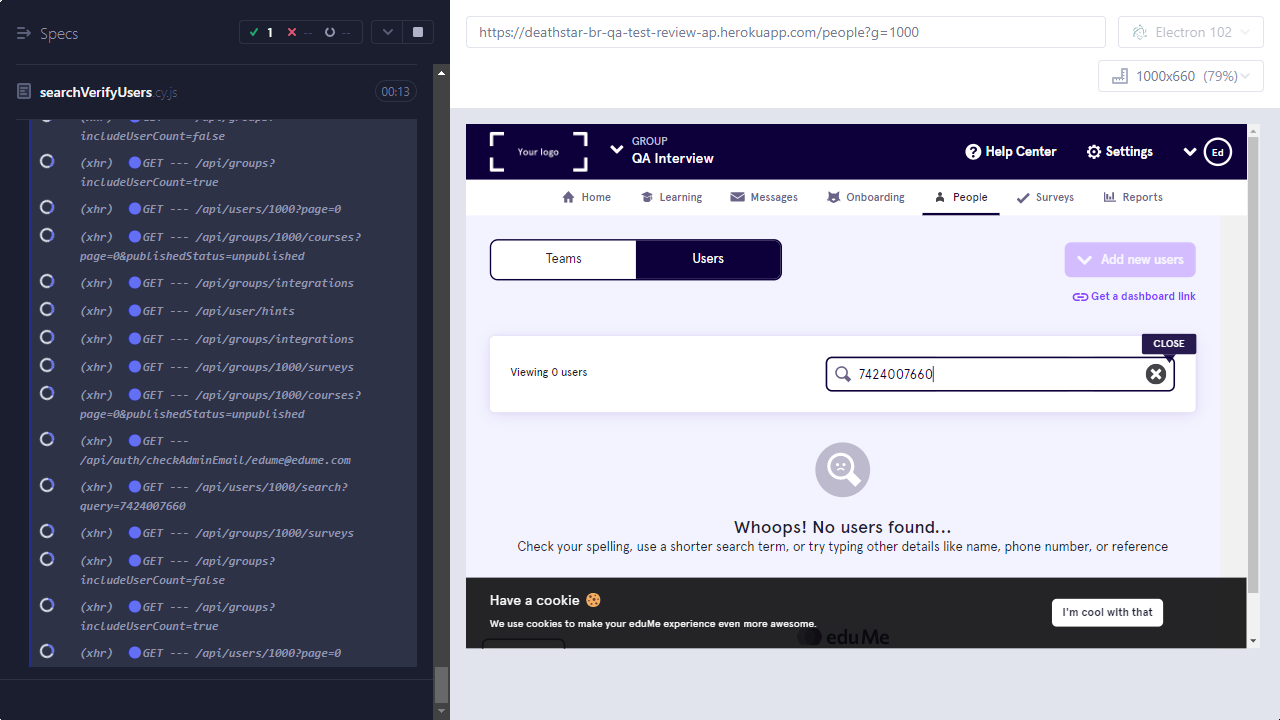 Specs
1
--
--
https://deathstar-br-qa-test-review-ap.herokuapp.com/people?g=1000
Electron 102
1000x660 (79%)
searchVerifyUsers.cy.js
00:13
(xhr) GET --- /api/groups?
includeUserCount=false
(xhr) GET --- /api/groups?
includeUserCount=true
(xhr) GET --- /api/users/1000?page=0
(xhr) GET --- /api/groups/1000/courses?
page=0&publishedStatus=unpublished
(xhr) GET --- /api/groups/integrations
(xhr) GET --- /api/user/hints
(xhr) GET --- /api/groups/integrations
(xhr) GET --- /api/groups/1000/surveys
(xhr) GET --- /api/groups/1000/courses?
page=0&publishedStatus=unpublished
(xhr) GET ---
/api/auth/checkAdminEmail/edume@edume.com
(xhr) GET --- /api/users/1000/search?
query=7424007660
(xhr) GET --- /api/groups/1000/surveys
(xhr) GET --- /api/groups?
includeUserCount=false
(xhr) GET --- /api/groups?
includeUserCount=true
(xhr) GET --- /api/users/1000?page=0
Your logo
GROUP
QA Interview
Help Center
Settings
Ed
Home
Learning
Messages
Onboarding
People
Surveys
Reports
Teams
Users
Add new users
Get a dashboard link
CLOSE
Viewing 0 users
7424007660
Whoops! No users found...
Check your spelling, use a shorter search term, or try typing other details like name, phone number, or reference
Have a cookie
We use cookies to make your eduMe experience even more awesome.
I'm cool with that
eduMe